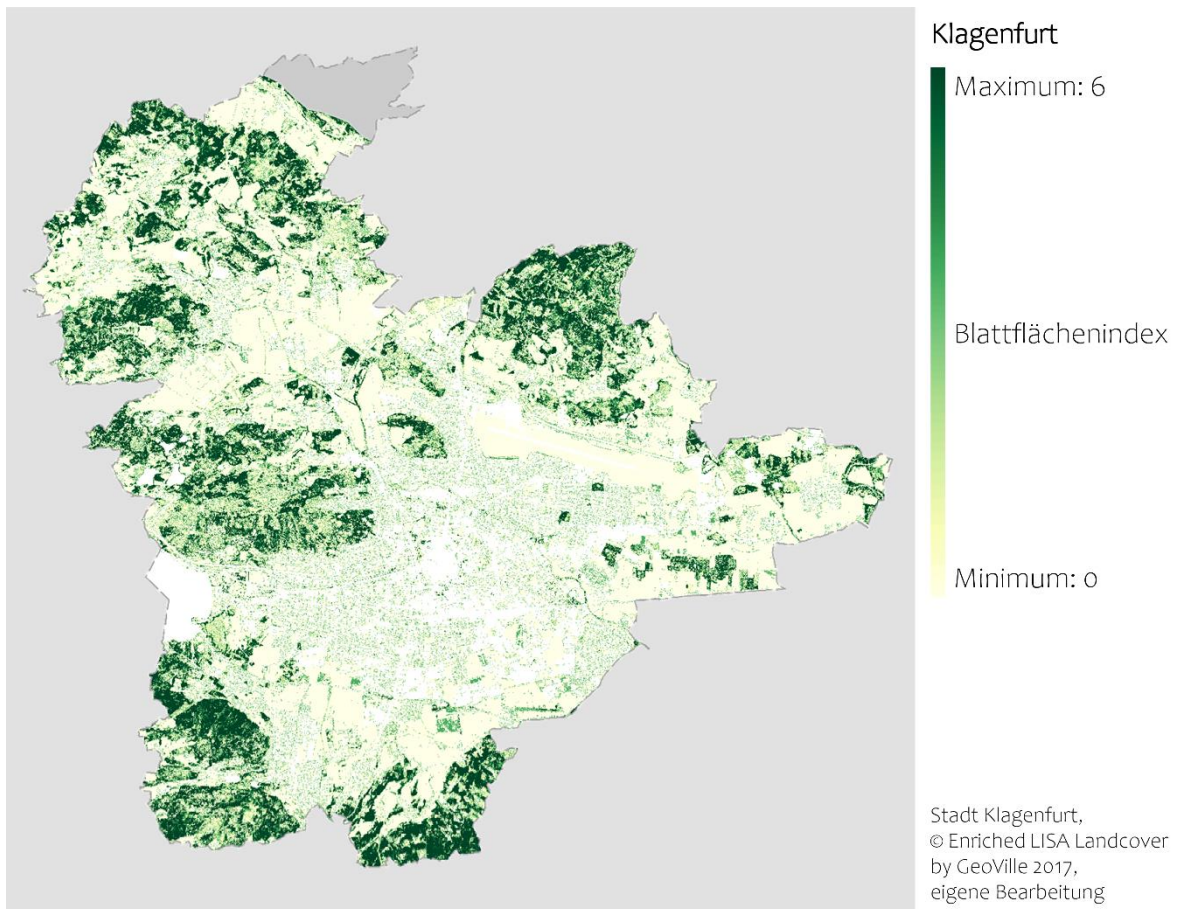 Klagenfurt
Maximum: 6
Blattflächenindex
Minimum: 0
Stadt Klagenfurt,
© Enriched LISA Landcover
by GeoVille 2017,
eigene Bearbeitung